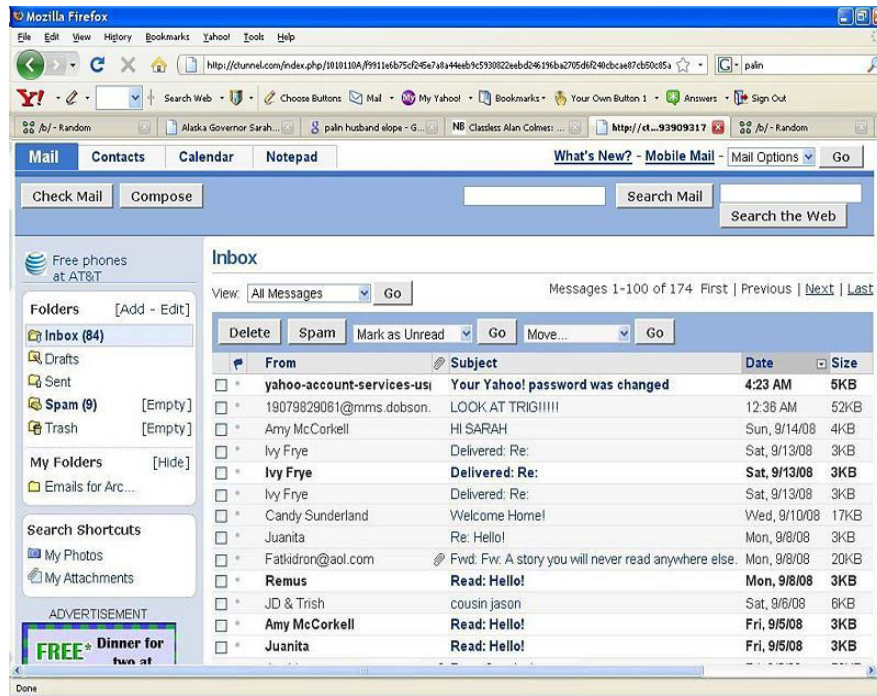 Mozilla Firefox
File Edit View History Bookmarks Yahoo! Tools Help
palin
Y! Search Web Choose Buttons Mail My Yahoo! Bookmarks Your Own Button 1 Answers Sign Out
/b/ - Random Alaska Governor Sarah... palin husband elope - G... NB Classless Alan Colmes: ... http://ct...93909317 /b/ - Random
Mail Contacts Calendar Notepad What's New? - Mobile Mail - Mail Options Go
Check Mail Compose Search Mail
Search the Web
Free phones
at AT&T
Inbox
View: All Messages Go Messages 1-100 of 174 First | Previous | Next | Last
Folders [Add - Edit]
Inbox (84)
Drafts
Sent
Spam (9) [Empty]
Trash [Empty]
My Folders [Hide]
Emails for Arc...
Search Shortcuts
My Photos
My Attachments
ADVERTISEMENT
FREE* Dinner for
two at
Delete Spam Mark as Unread Go Move... Go
From Subject Date Size
yahoo-account-services-us( Your Yahoo! password was changed 4:23 AM 5KB
19079829061@mms.dobson. LOOK AT TRIG!!!!! 12:36 AM 52KB
Amy McCorkell HI SARAH Sun, 9/14/08 4KB
Ivy Frye Delivered: Re: Sat, 9/13/08 3KB
Ivy Frye Delivered: Re: Sat, 9/13/08 3KB
Ivy Frye Delivered: Re: Sat, 9/13/08 3KB
Candy Sunderland Welcome Home! Wed, 9/10/08 17KB
Juanita Re: Hello! Mon, 9/8/08 3KB
Fatkidron@aol.com Fwd: Fw: A story you will never read anywhere else. Mon, 9/8/08 20KB
Remus Read: Hello! Mon, 9/8/08 3KB
JD & Trish cousin jason Sat, 9/6/08 6KB
Amy McCorkell Read: Hello! Fri, 9/5/08 3KB
Juanita Read: Hello! Fri, 9/5/08 3KB
Done